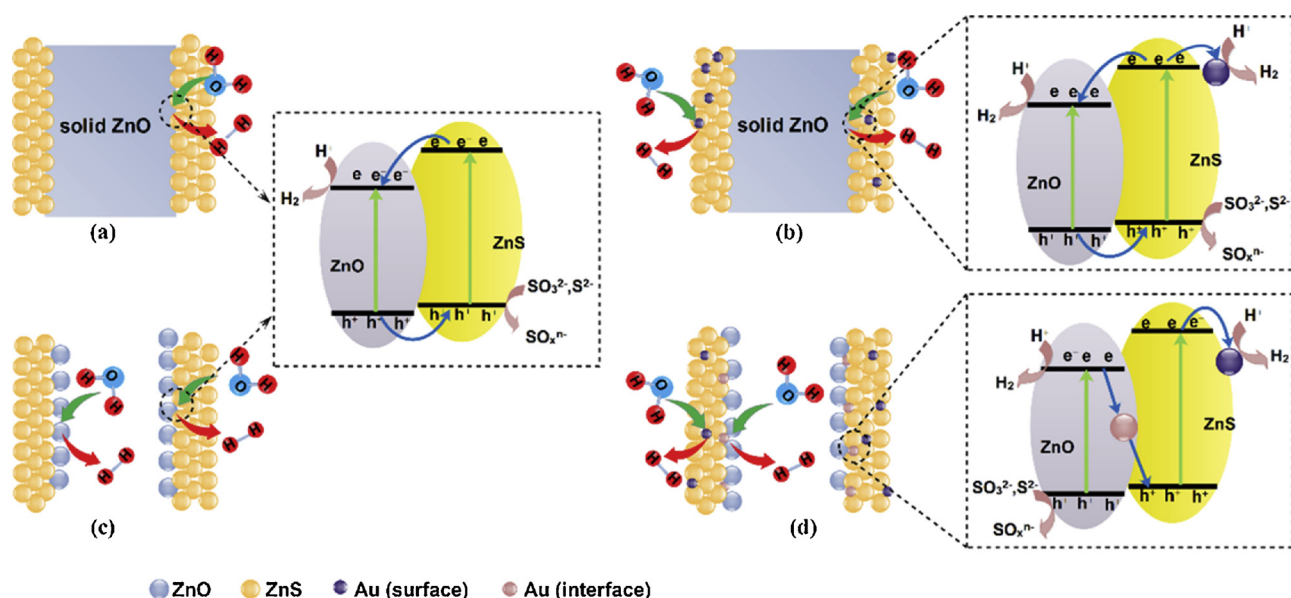 solid ZnO
H
O
H
H
H
(a)
e e⁻ e
H⁺
e e⁻ e⁻
H₂
ZnO
ZnS
SO₃²⁻,S²⁻
h⁺ h⁺ h⁺
h⁺ h⁺ h⁺
SOₓⁿ⁻
H
O
H
H
H
solid ZnO
H
O
H
H
H
(b)
H⁺
e e e
H₂
H⁺
e e e
H₂
ZnO
ZnS
SO₃²⁻,S²⁻
h⁺ h⁺ h⁺
h⁺ h⁺ h⁺
SOₓⁿ⁻
H
O
H
H
H
H
O
H
H
H
(c)
H
O
H
H
H
H
O
H
H
H
(d)
H⁺
e e e⁻
H₂
H⁺
e⁻ e e
H₂
ZnO
ZnS
SO₃²⁻,S²⁻
h⁺ h⁺ h⁺
h⁺ h⁺ h⁺
SOₓⁿ⁻
ZnO ZnS Au (surface) Au (interface)